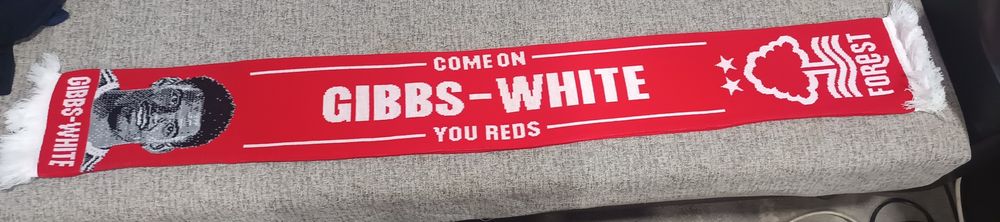 GIBBS-WHITE
COME ON
GIBBS-WHITE
YOU REDS
FOREST